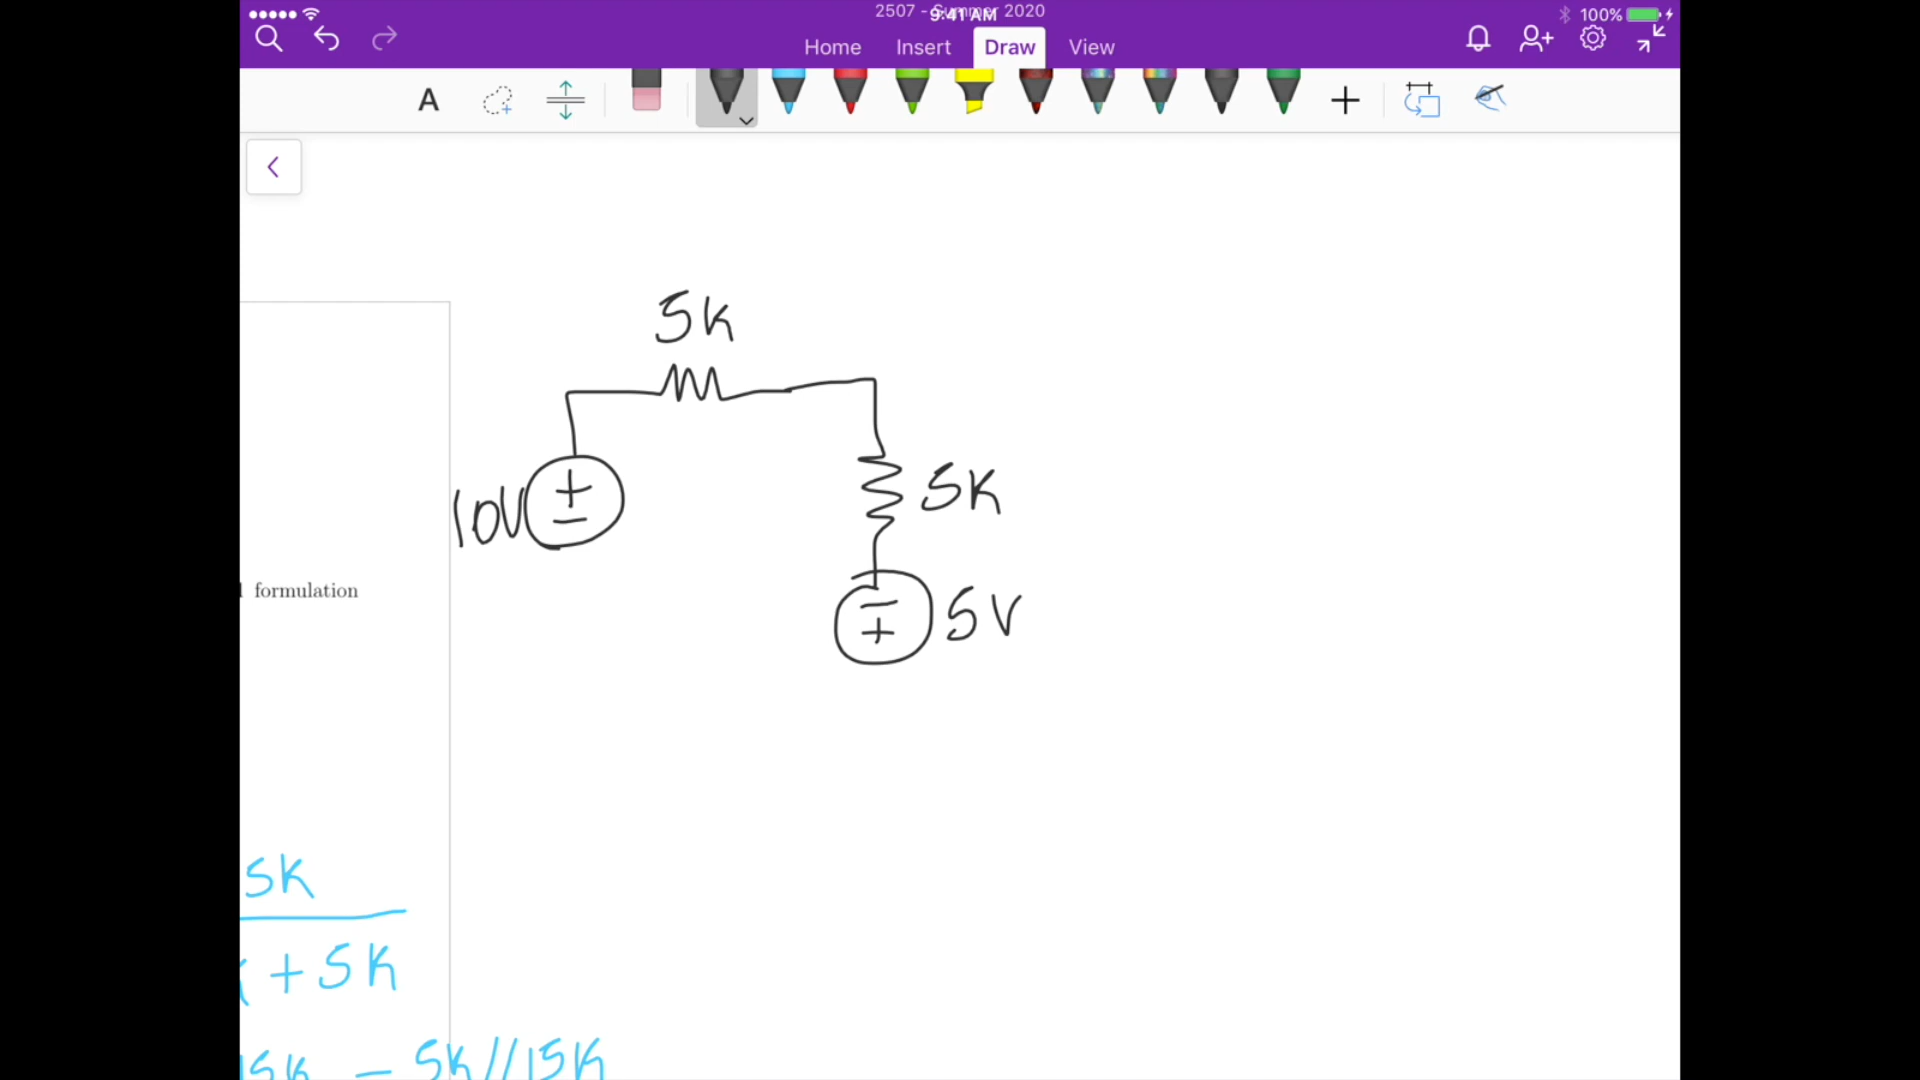 2507 - Summer 2020
9:41 AM
100%
Home Insert Draw View
A
5K
10V + -
5K
- + 5V
formulation
5K
+ 5K
15K - 5K//15K